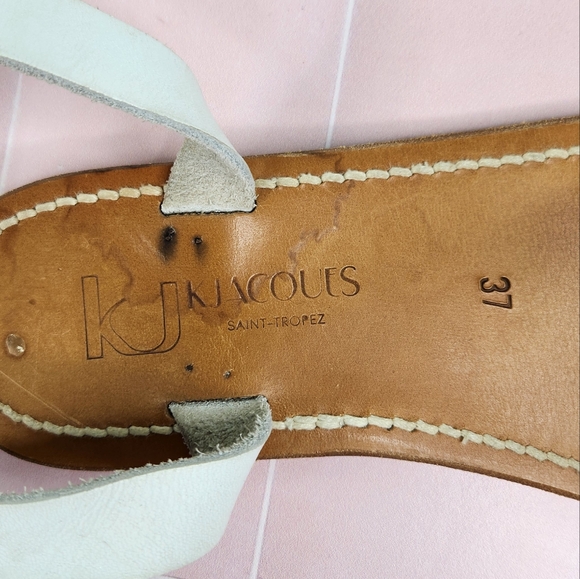 KJ
KJACQUES
SAINT-TROPEZ
37